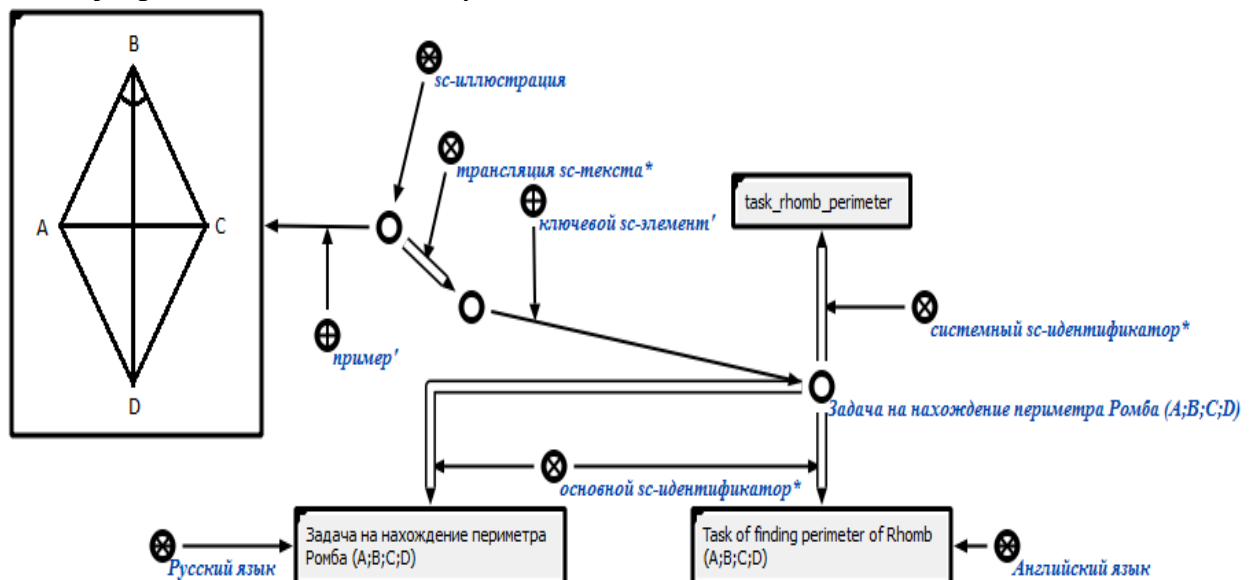 B
A
C
D
sc-иллюстрация
трансляция sc-текста*
ключевой sc-элемент'
пример'
task_rhomb_perimeter
системный sc-идентификатор*
Задача на нахождение периметра Ромба (A;B;C;D)
основной sc-идентификатор*
Русский язык
Задача на нахождение периметра
Ромба (A;B;C;D)
Task of finding perimeter of Rhomb
(A;B;C;D)
Английский язык